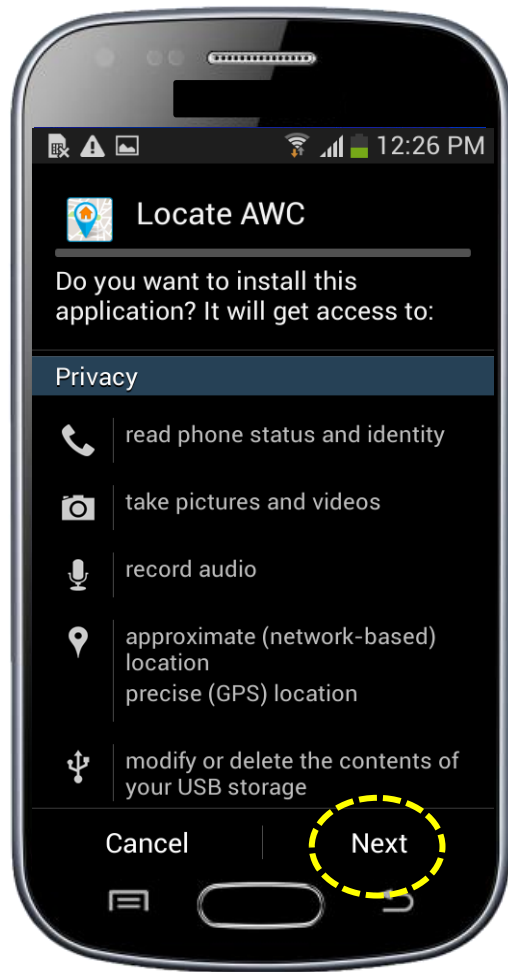 12:26 PM
Locate AWC
Do you want to install this
application? It will get access to:
Privacy
read phone status and identity
take pictures and videos
record audio
approximate (network-based)
location
precise (GPS) location
modify or delete the contents of
your USB storage
Cancel Next